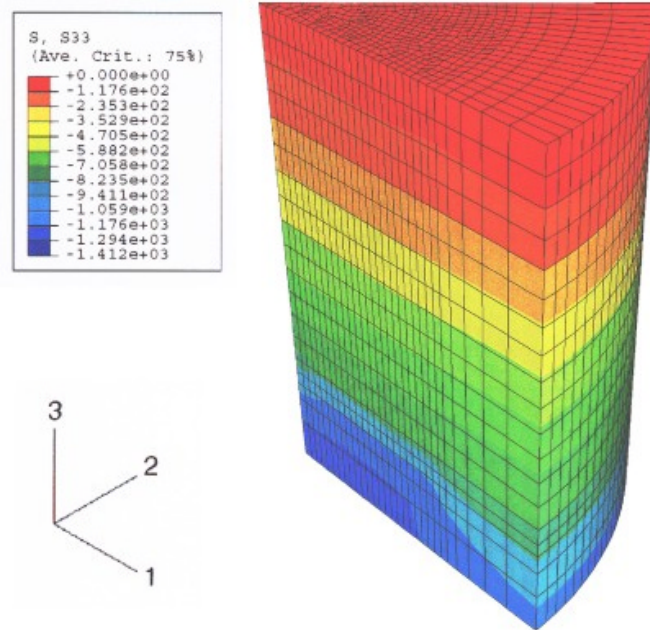 S, S33
(Ave. Crit.: 75%)
+0.000e+00
-1.176e+02
-2.353e+02
-3.529e+02
-4.705e+02
-5.882e+02
-7.058e+02
-8.235e+02
-9.411e+02
-1.059e+03
-1.176e+03
-1.294e+03
-1.412e+03
3
2
1